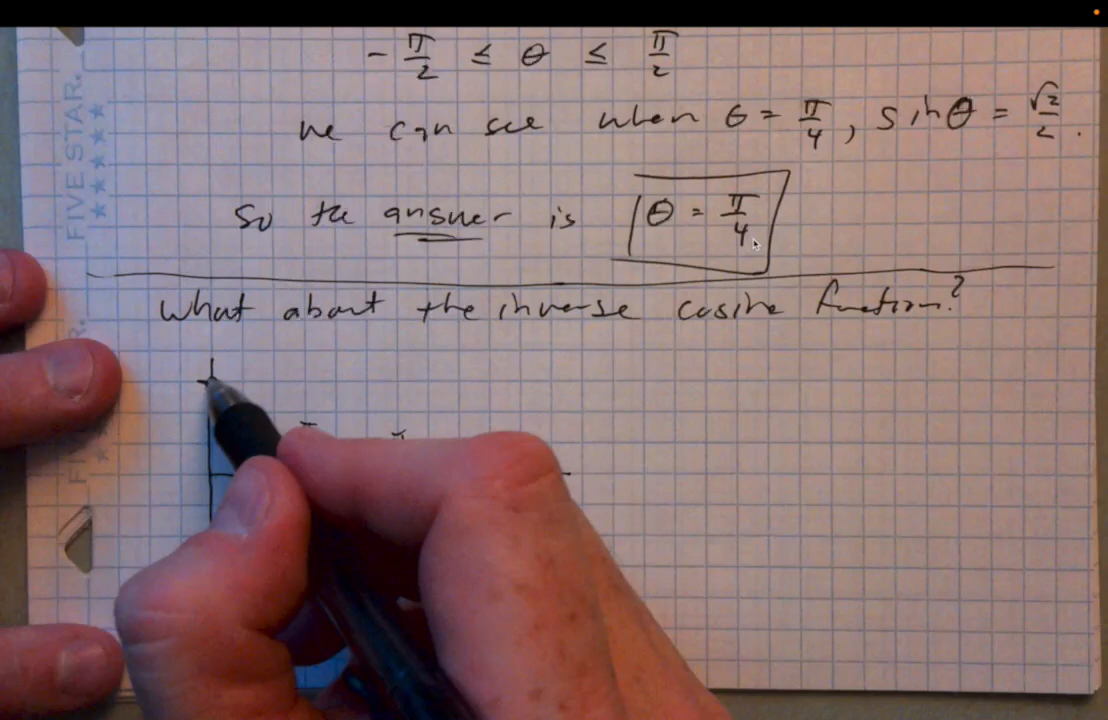 - π/2 ≤ θ ≤ π/2
we can see when θ = π/4, sinθ = √2/2.
So the answer is θ = π/4
What about the inverse cosine function?
FIVE STAR.